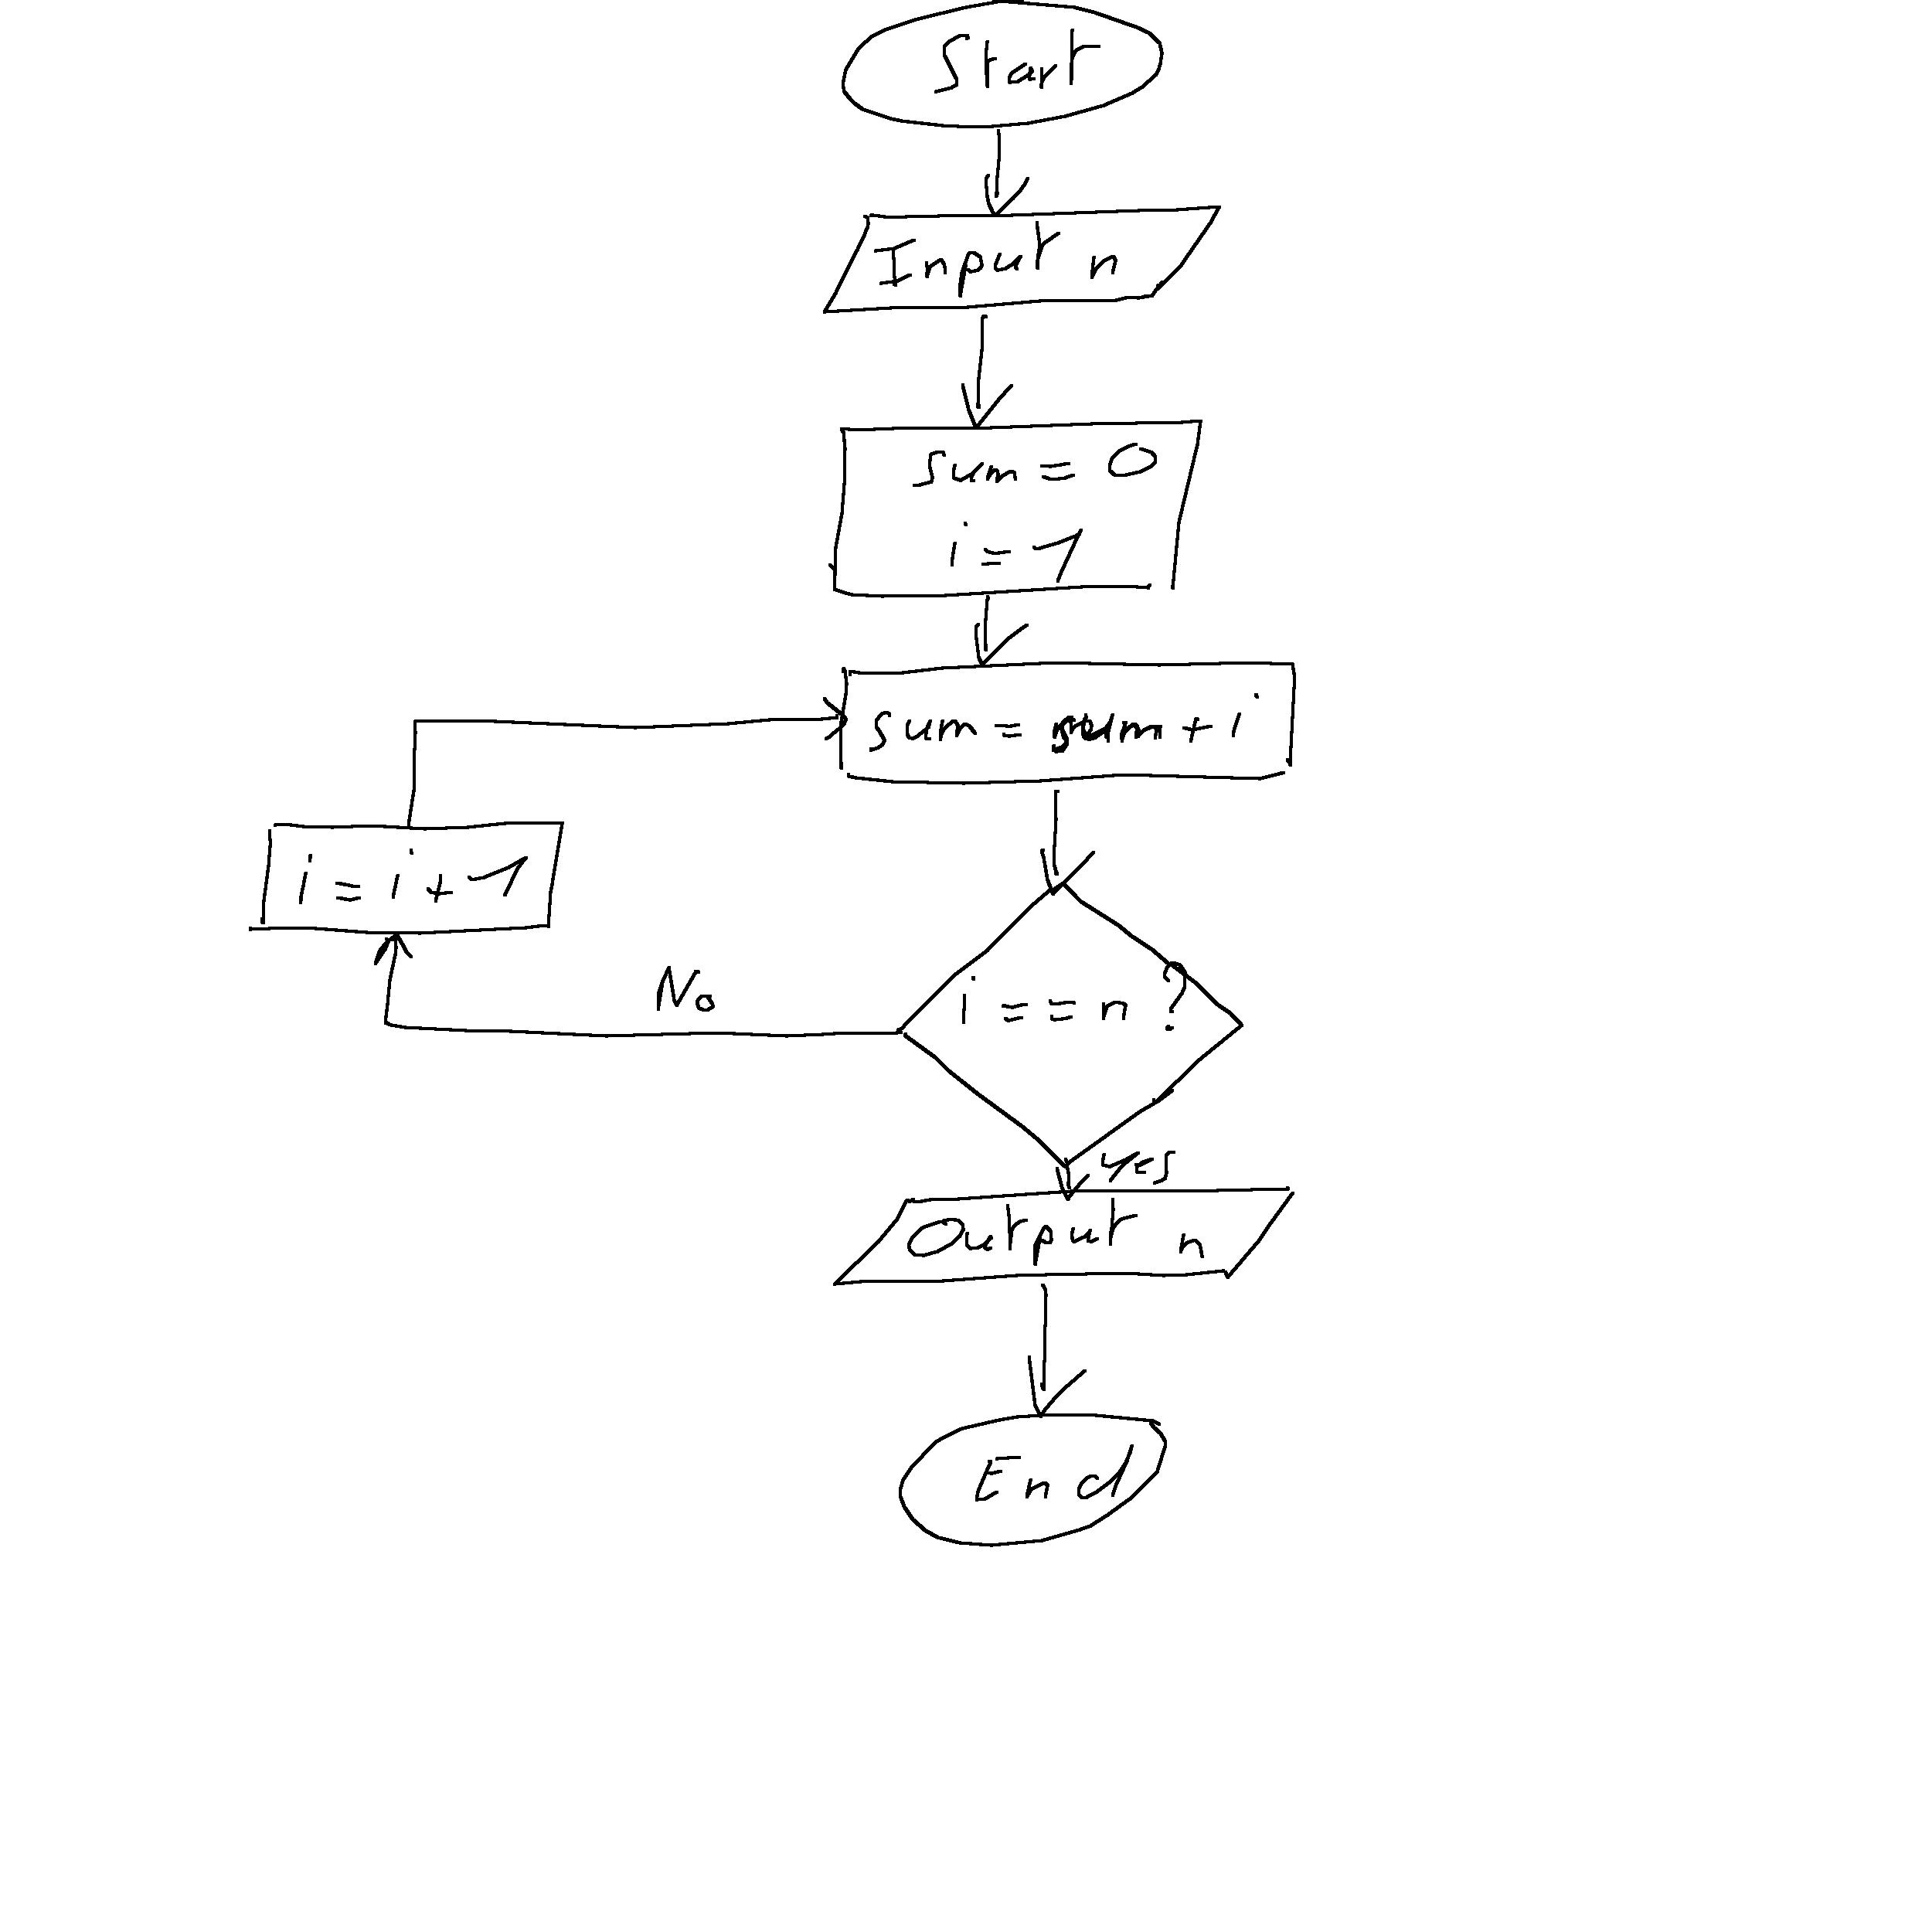 Start
Input n
sum = 0
i = 1
sum = sum + i
i = i + 1
No
i == n ?
Yes
Output n
End